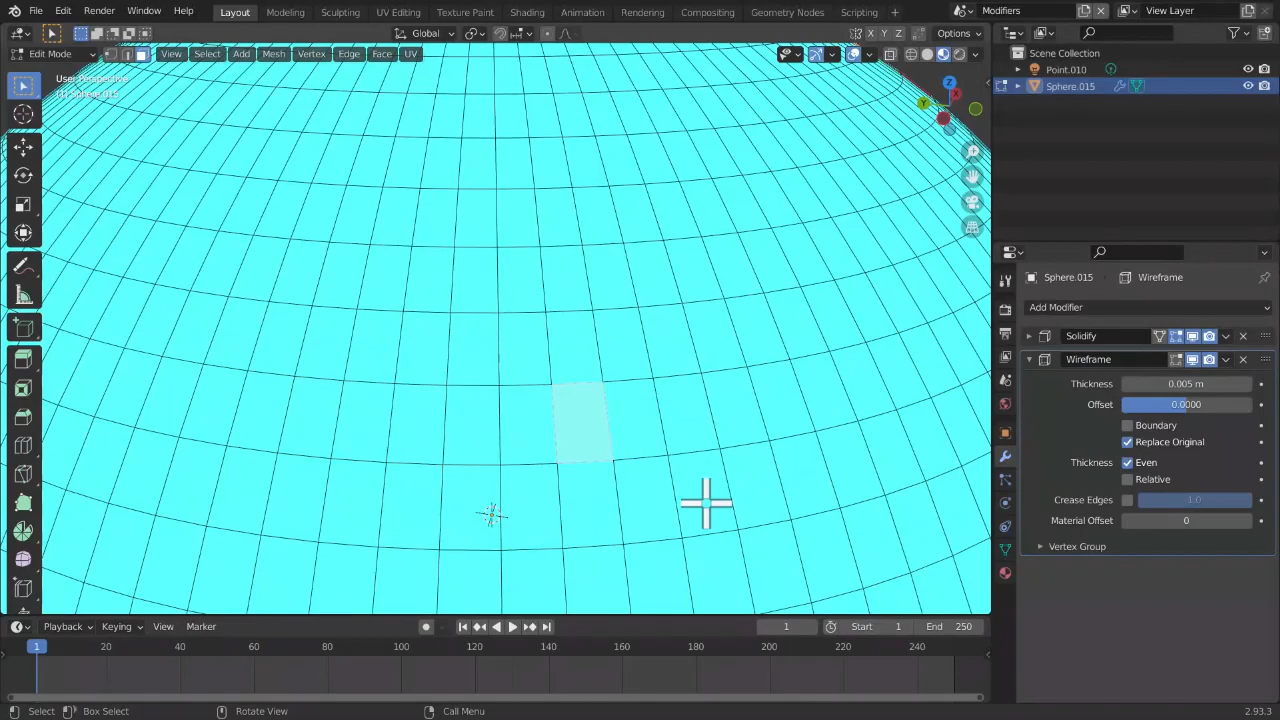 File Edit Render Window Help Layout Modeling Sculpting UV Editing Texture Paint Shading Animation Rendering Compositing Geometry Nodes Scripting + Modifiers View Layer
Global Options
Edit Mode View Select Add Mesh Vertex Edge Face UV
User Perspective
(1) Sphere.015
X Y Z
Z
X
Y
Scene Collection
Point.010
Sphere.015
Sphere.015 Wireframe
Add Modifier
Solidify
Wireframe
Thickness 0.005 m
Offset 0.0000
Boundary
Replace Original
Thickness Even
Relative
Crease Edges 1.0
Material Offset 0
Vertex Group
Playback Keying View Marker 1 Start 1 End 250
1 20 40 60 80 100 120 140 160 180 200 220 240
Select Box Select Rotate View Call Menu 2.93.3